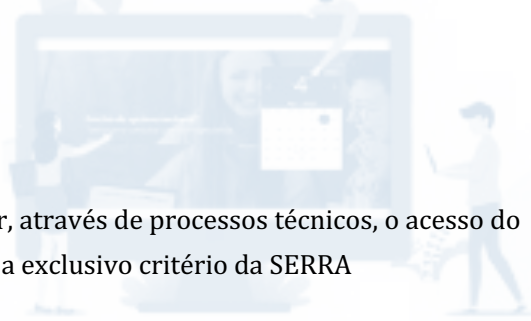 r, através de processos técnicos, o acesso do
a exclusivo critério da SERRA